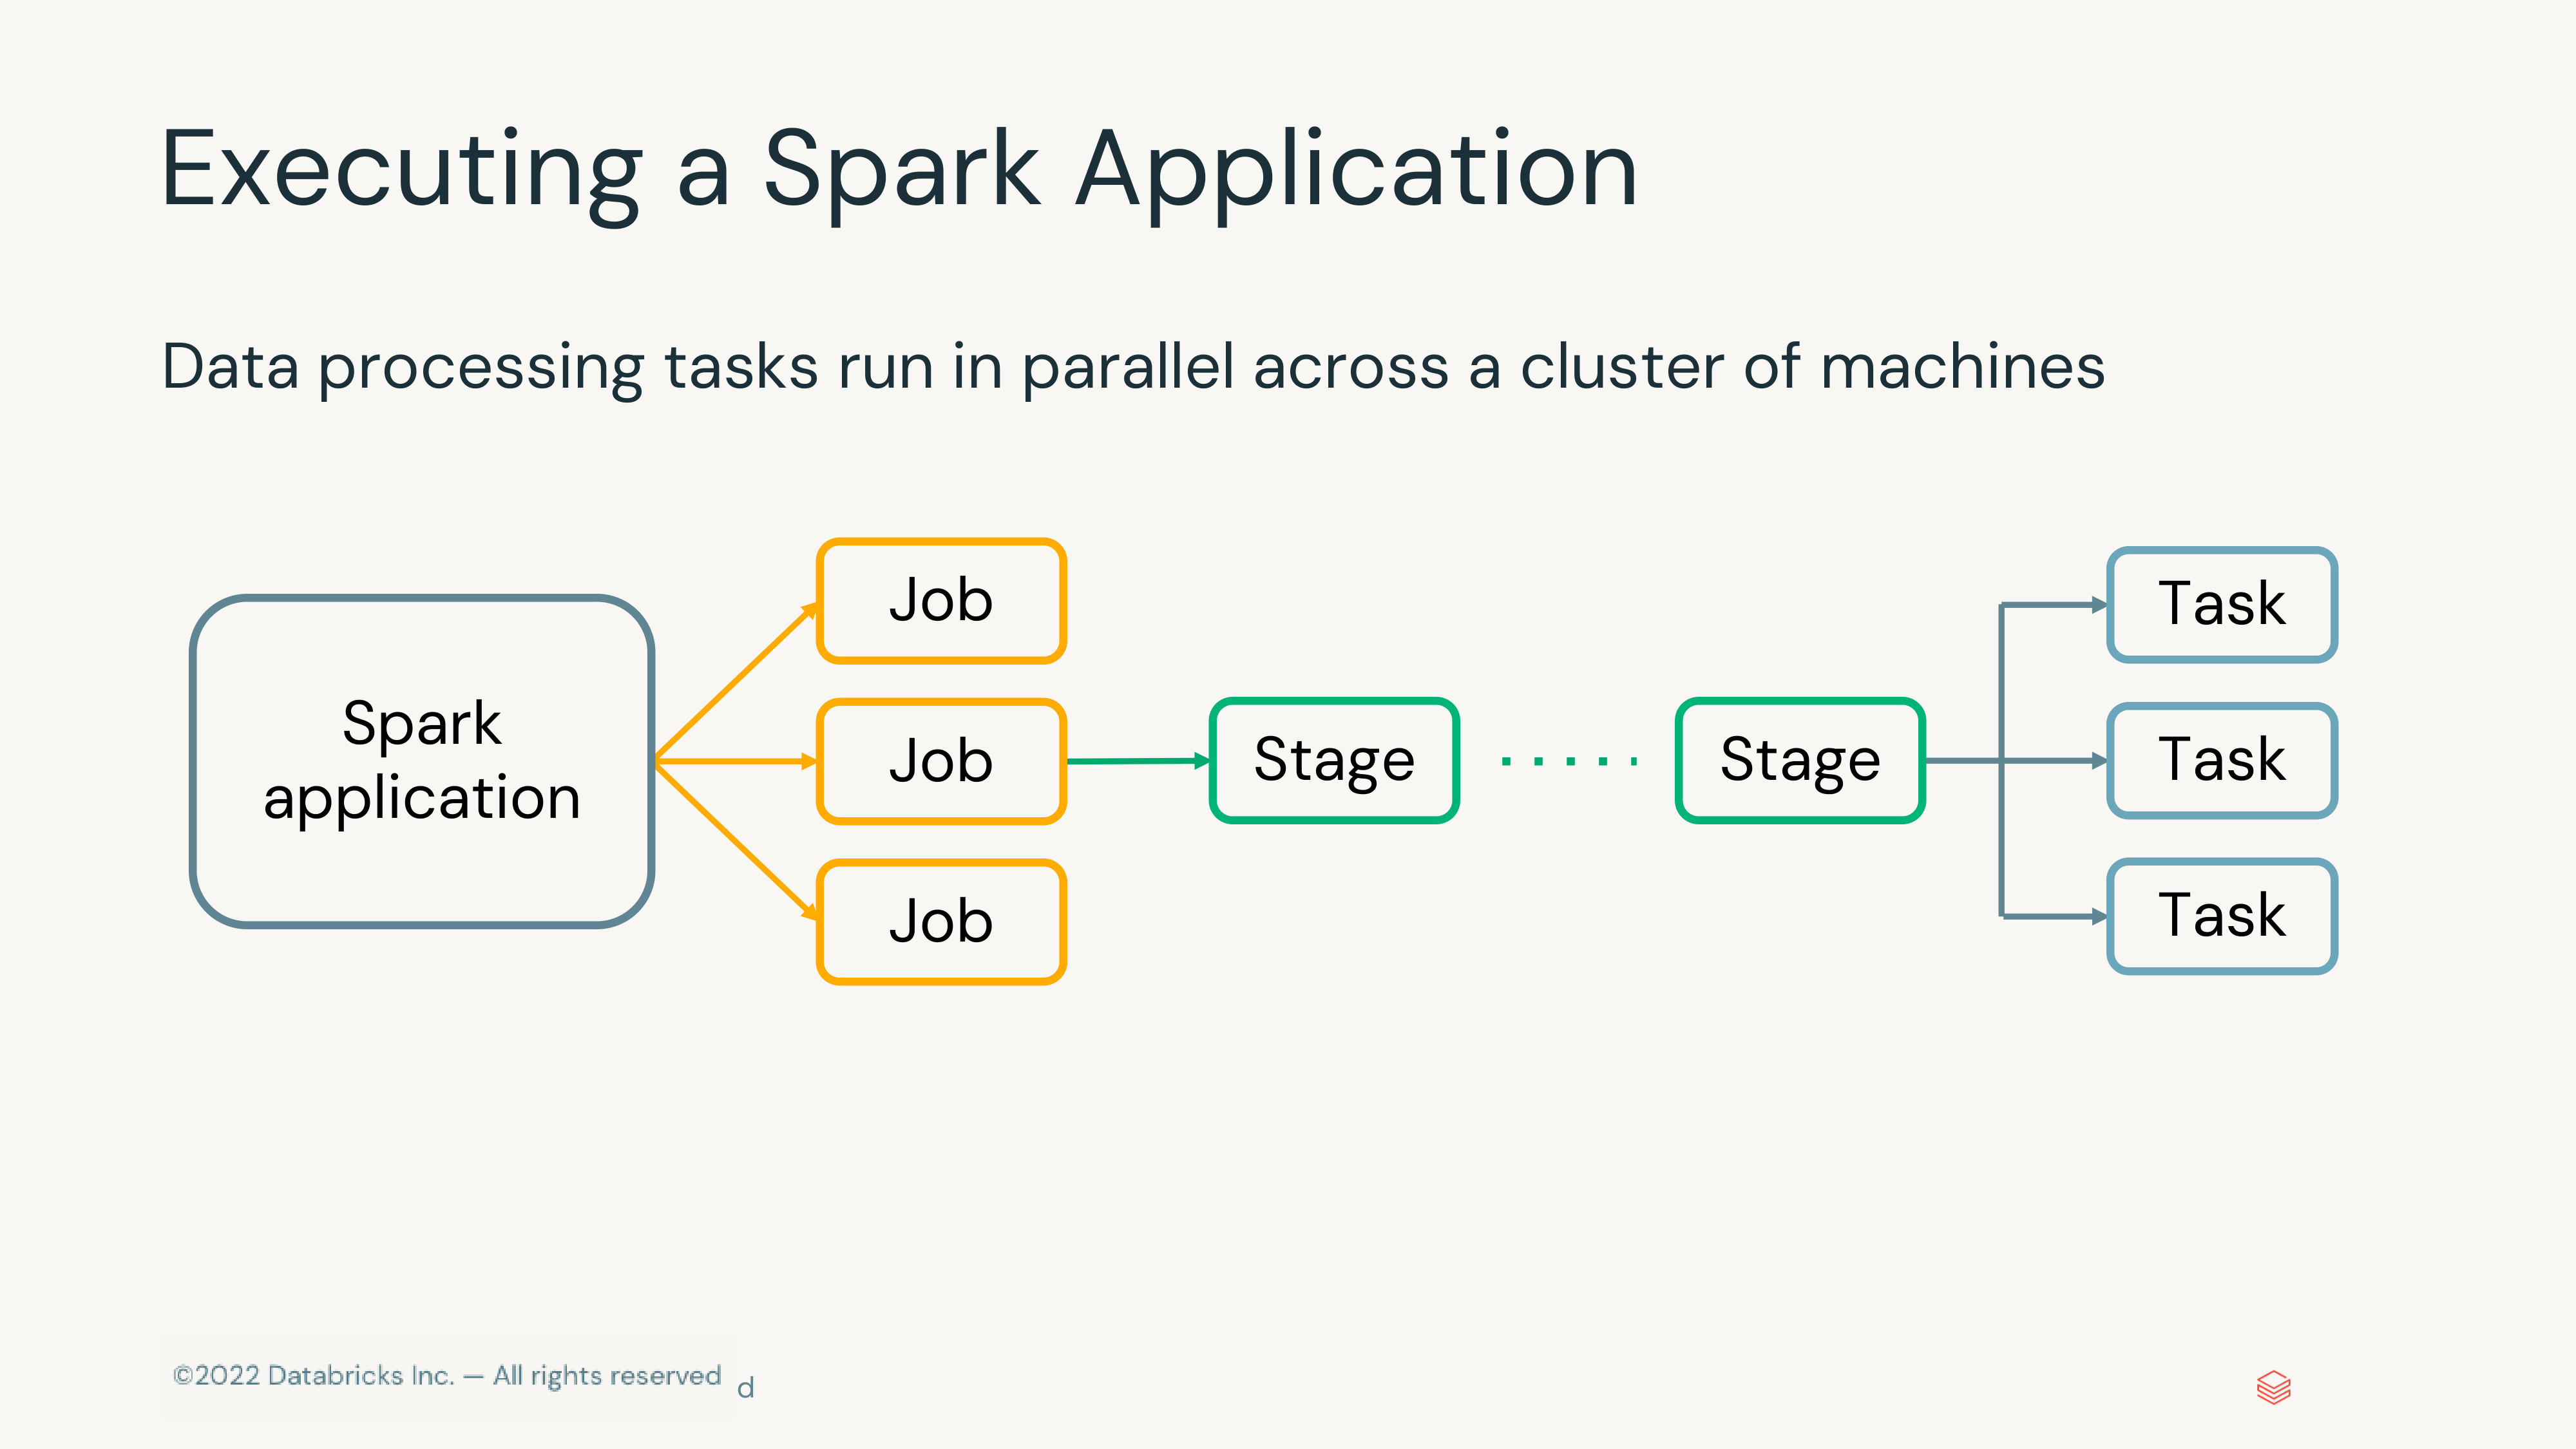 Executing a Spark Application
Data processing tasks run in parallel across a cluster of machines
Spark
application
Job
Job
Job
Stage
Stage
Task
Task
Task
©2022 Databricks Inc. — All rights reserved
d